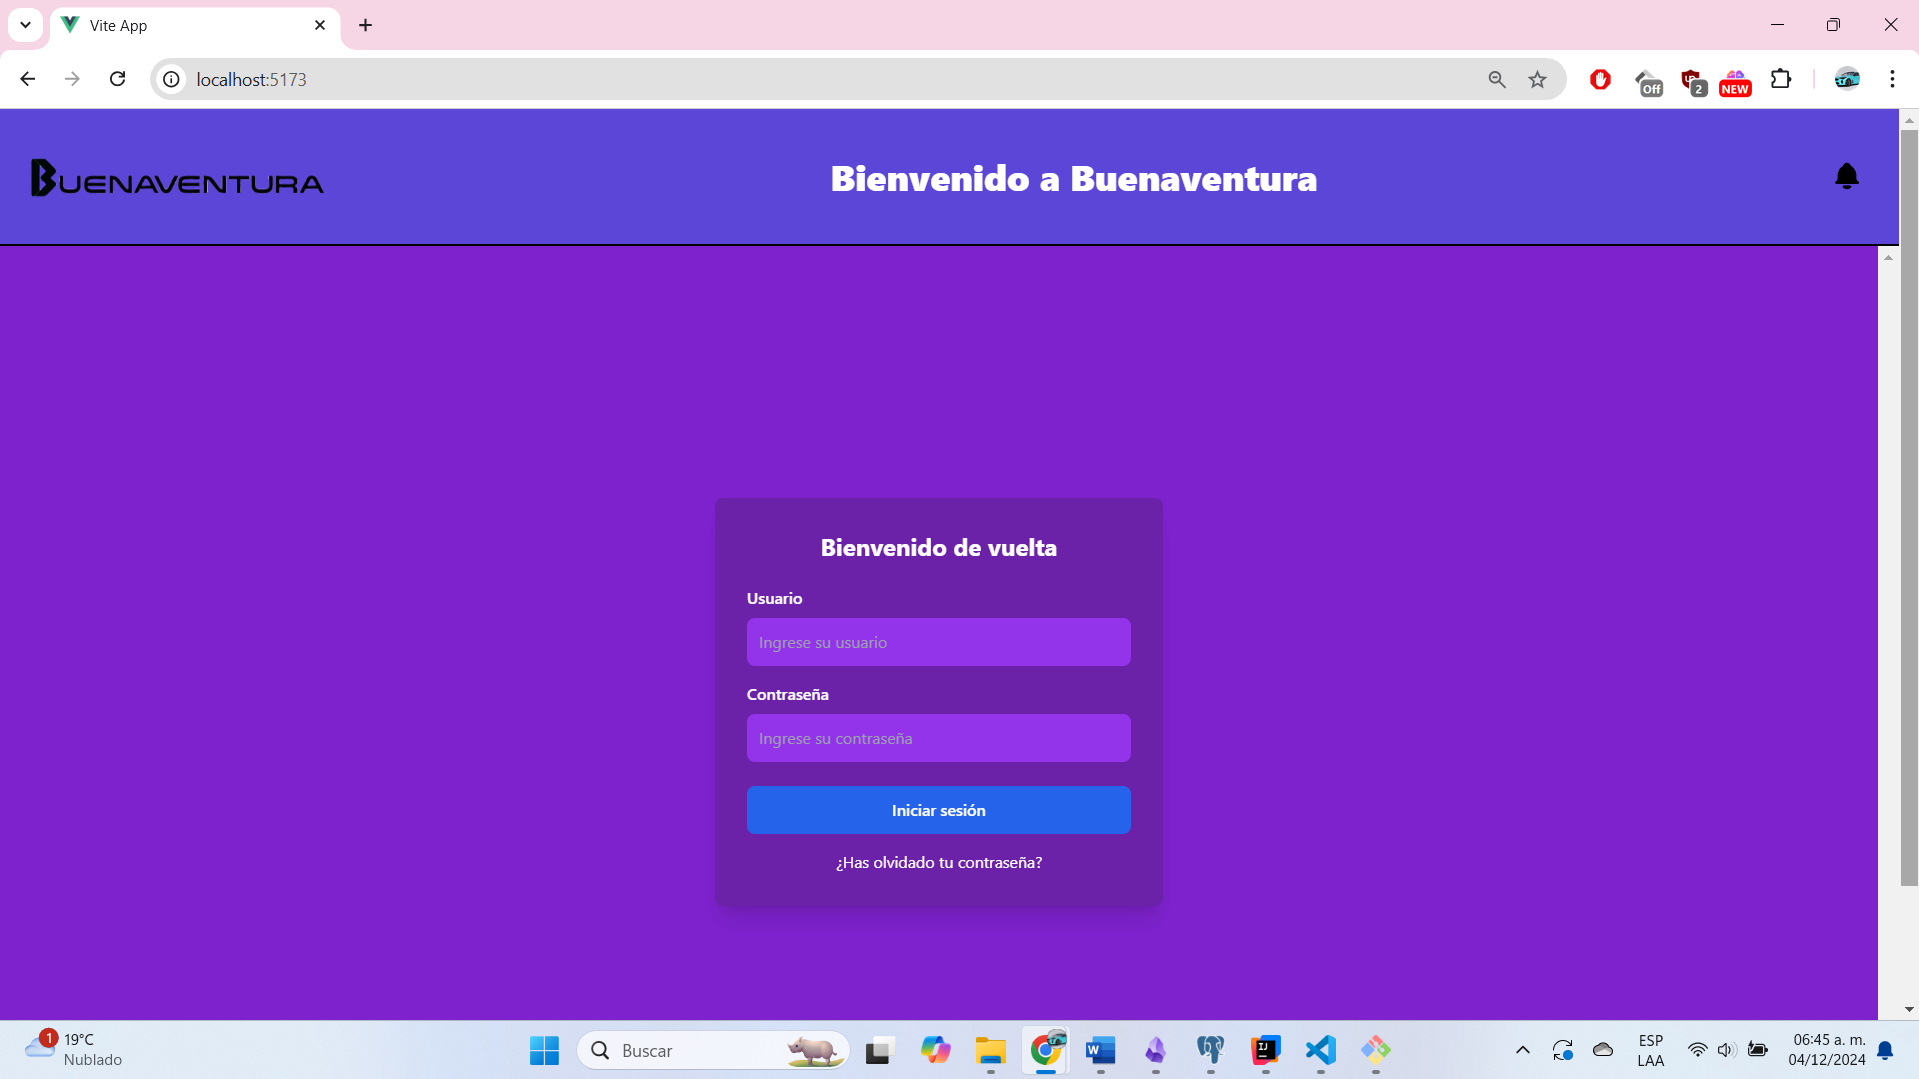 Vite App
localhost:5173
Off
2
NEW
BUENAVENTURA
Bienvenido a Buenaventura
Bienvenido de vuelta
Usuario
Ingrese su usuario
Contraseña
Ingrese su contraseña
Iniciar sesión
¿Has olvidado tu contraseña?
1
19°C
Nublado
Buscar
W
IJ
ESP
LAA
06:45 a. m.
04/12/2024